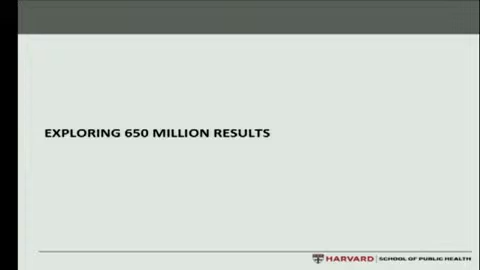 EXPLORING 650 MILLION RESULTS
HARVARD SCHOOL OF PUBLIC HEALTH